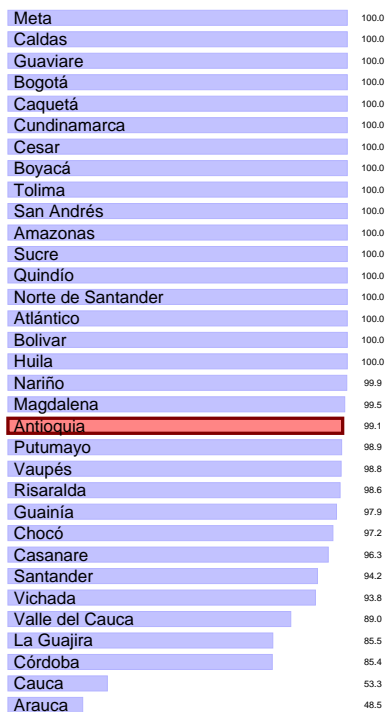 Meta 100.0
Caldas 100.0
Guaviare 100.0
Bogotá 100.0
Caquetá 100.0
Cundinamarca 100.0
Cesar 100.0
Boyacá 100.0
Tolima 100.0
San Andrés 100.0
Amazonas 100.0
Sucre 100.0
Quindío 100.0
Norte de Santander 100.0
Atlántico 100.0
Bolivar 100.0
Huila 100.0
Nariño 99.9
Magdalena 99.5
Antioquia 99.1
Putumayo 98.9
Vaupés 98.8
Risaralda 98.6
Guainía 97.9
Chocó 97.2
Casanare 96.3
Santander 94.2
Vichada 93.8
Valle del Cauca 89.0
La Guajira 85.5
Córdoba 85.4
Cauca 53.3
Arauca 48.5